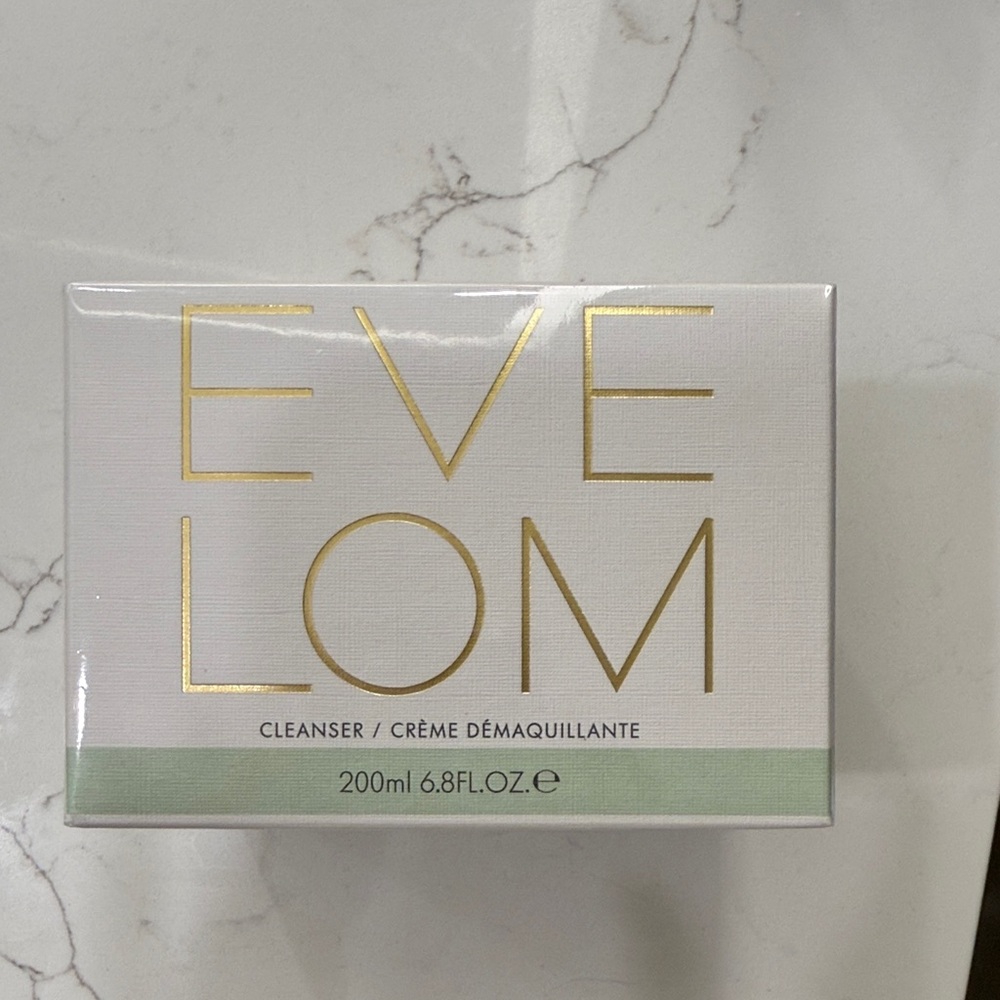 EVE
LOM
CLEANSER / CRÈME DÉMAQUILLANTE
200ml 6.8FL.OZ.℮